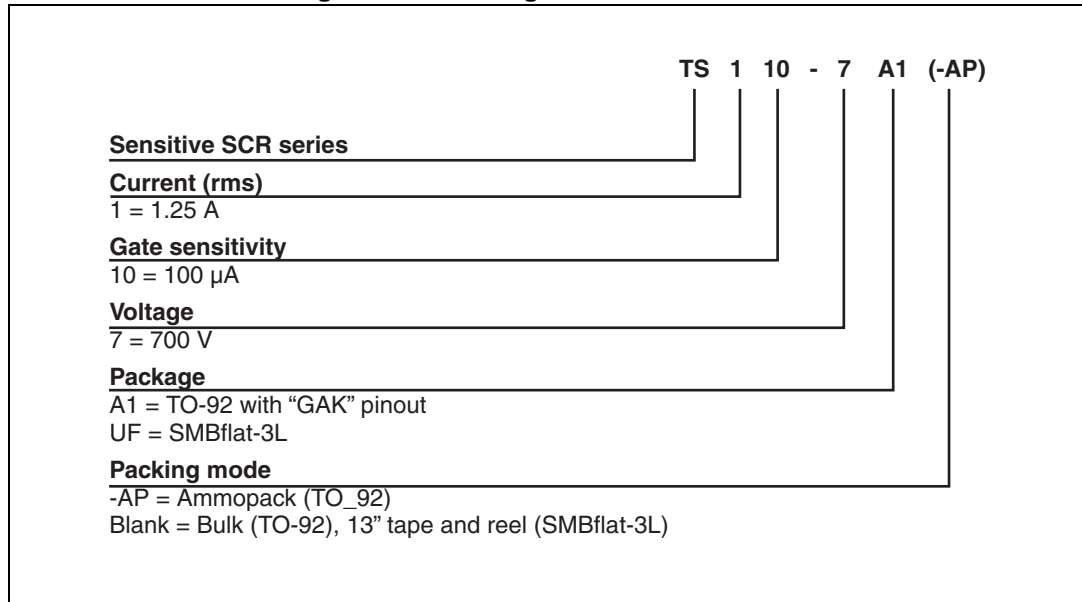 TS 1 10 - 7 A1 (-AP)
Sensitive SCR series
Current (rms)
1 = 1.25 A
Gate sensitivity
10 = 100 µA
Voltage
7 = 700 V
Package
A1 = TO-92 with “GAK” pinout
UF = SMBflat-3L
Packing mode
-AP = Ammopack (TO_92)
Blank = Bulk (TO-92), 13” tape and reel (SMBflat-3L)